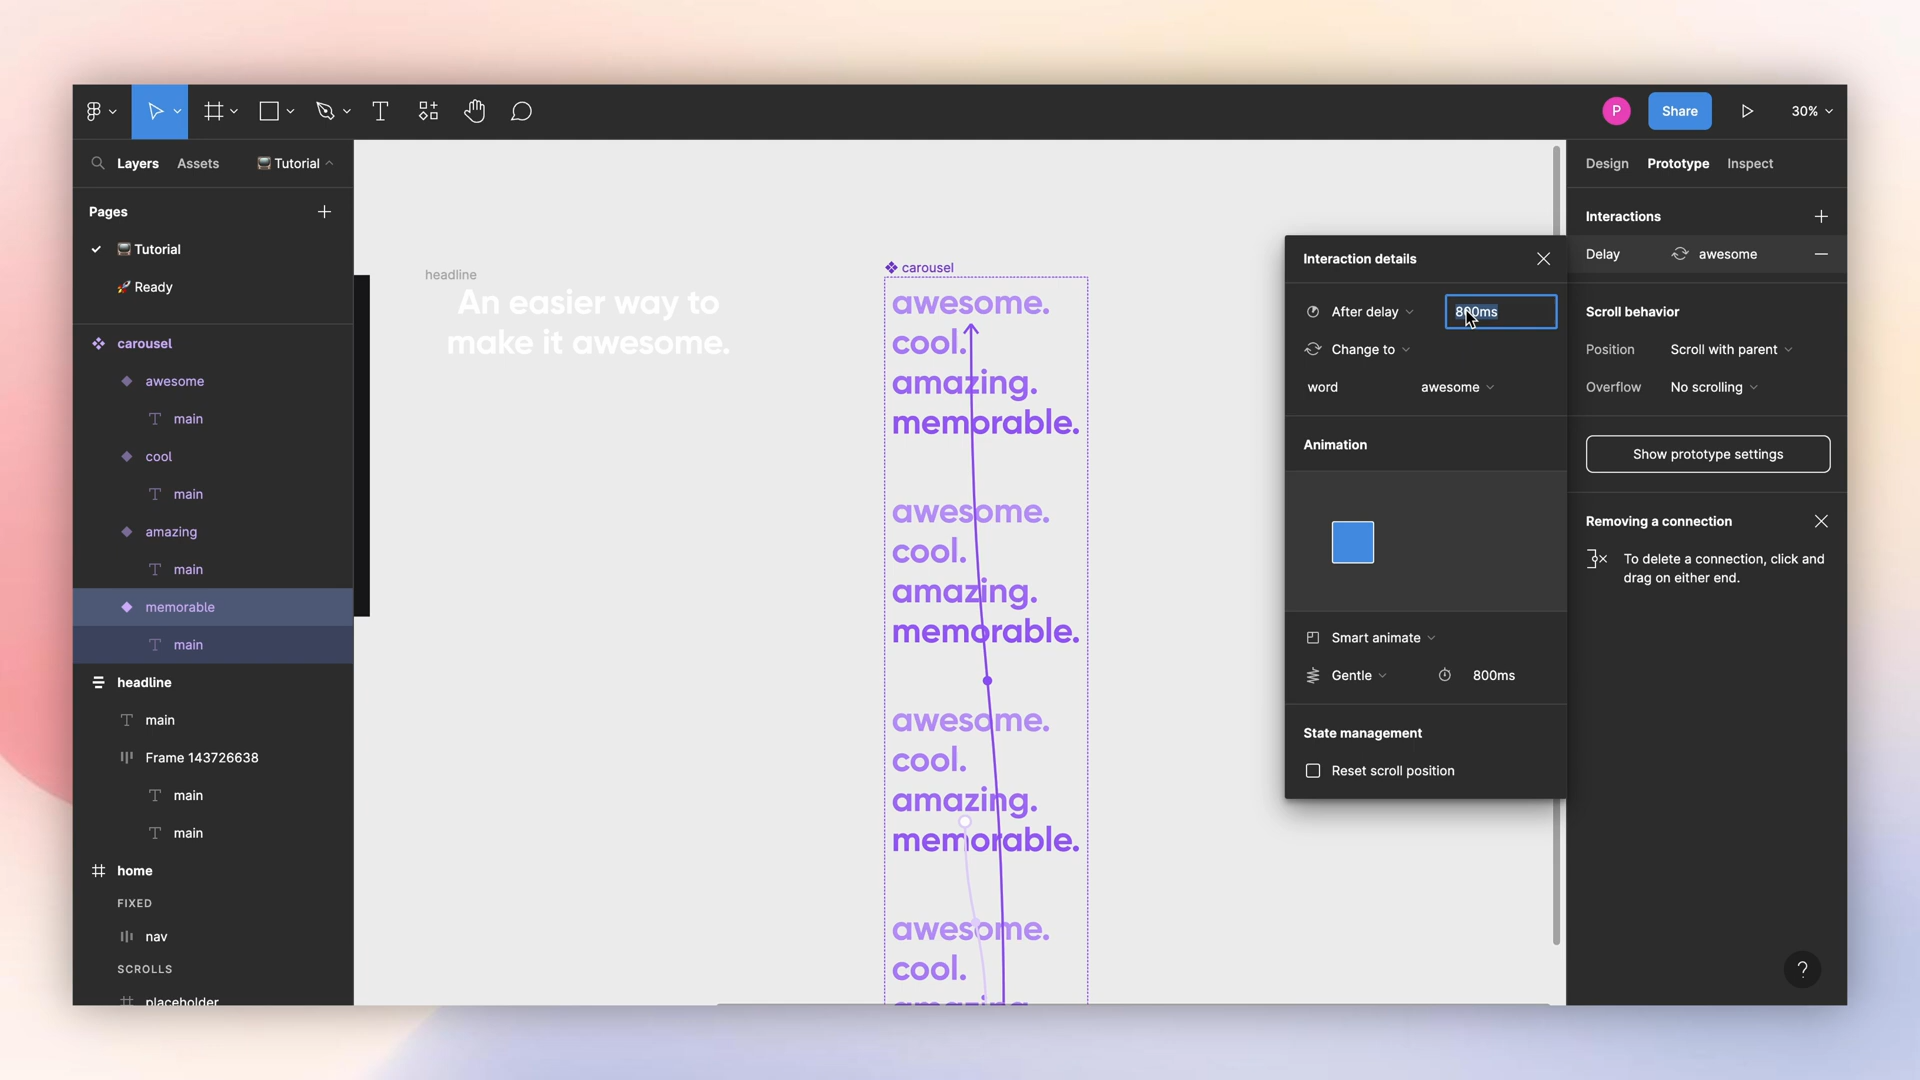 P
Share
30%
Layers
Assets
Tutorial
Design
Prototype
Inspect
Pages
Tutorial
Ready
carousel
awesome
main
cool
main
amazing
main
memorable
main
headline
main
Frame 143726638
main
main
home
FIXED
nav
SCROLLS
placeholder
headline
An easier way to
make it awesome.
carousel
awesome.
cool.
amazing.
memorable.
awesome.
cool.
amazing.
memorable.
awesome.
cool.
amazing.
memorable.
awesome.
cool.
Interaction details
After delay
800ms
Change to
word
awesome
Animation
Smart animate
Gentle
800ms
State management
Reset scroll position
Interactions
Delay
awesome
Scroll behavior
Position
Scroll with parent
Overflow
No scrolling
Show prototype settings
Removing a connection
To delete a connection, click and
drag on either end.
?